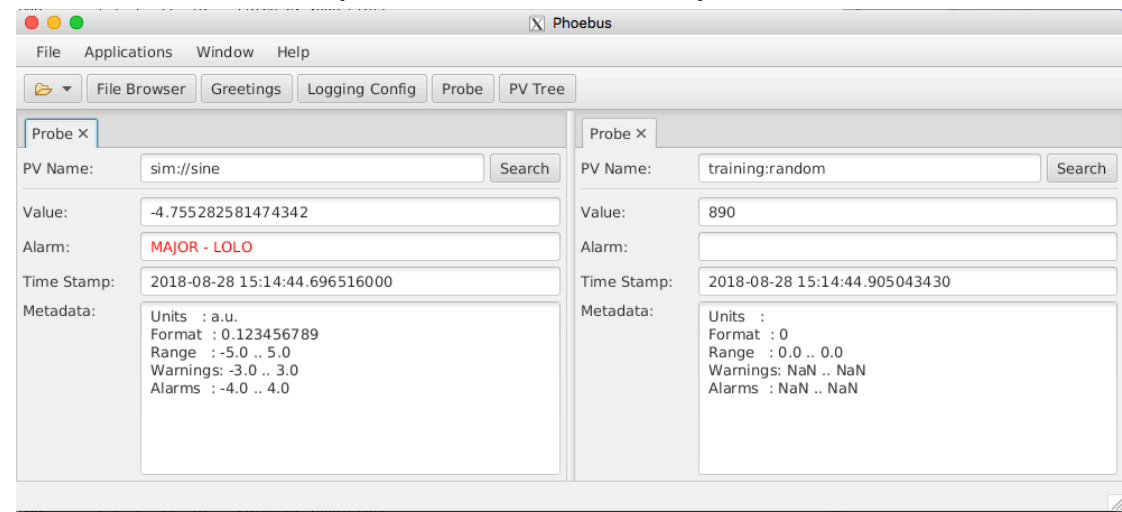 Phoebus
File Applications Window Help
File Browser Greetings Logging Config Probe PV Tree
Probe ×
PV Name: sim://sine Search
Value: -4.755282581474342
Alarm: MAJOR - LOLO
Time Stamp: 2018-08-28 15:14:44.696516000
Metadata: Units : a.u.
Format : 0.123456789
Range : -5.0 .. 5.0
Warnings: -3.0 .. 3.0
Alarms : -4.0 .. 4.0
Probe ×
PV Name: training:random Search
Value: 890
Alarm:
Time Stamp: 2018-08-28 15:14:44.905043430
Metadata: Units :
Format : 0
Range : 0.0 .. 0.0
Warnings: NaN .. NaN
Alarms : NaN .. NaN